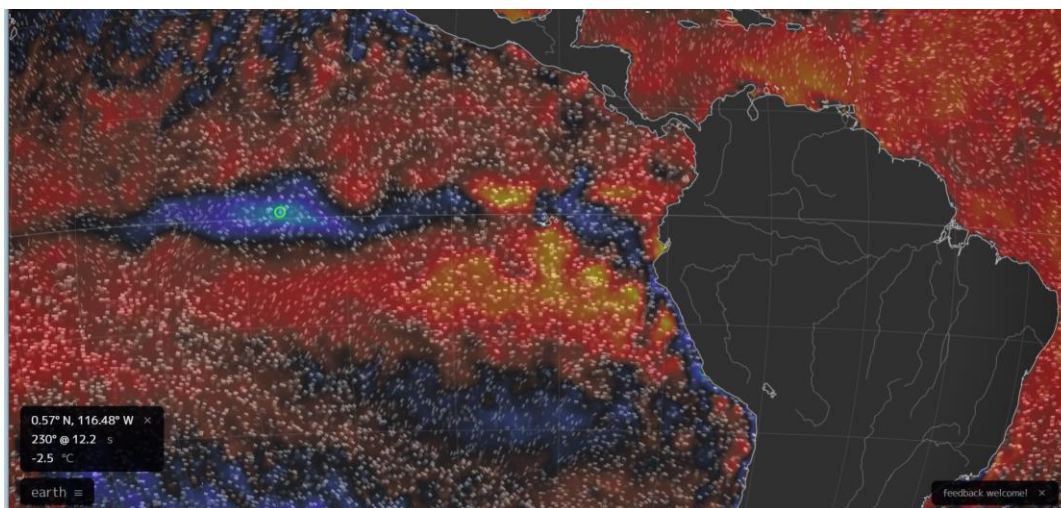 0.57° N, 116.48° W ×
230° @ 12.2 s
-2.5 °C
earth ≡
feedback welcome! ×